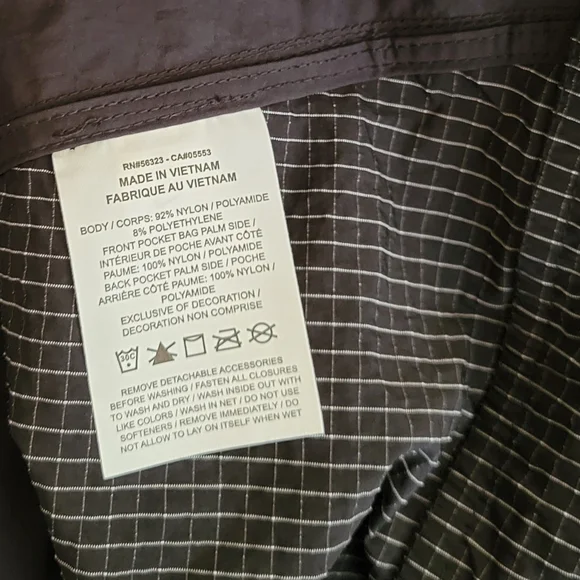 RN#56323 - CA#05553
MADE IN VIETNAM
FABRIQUE AU VIETNAM
BODY / CORPS: 92% NYLON / POLYAMIDE
8% POLYETHYLENE
FRONT POCKET BAG PALM SIDE /
INTÉRIEUR DE POCHE AVANT CÔTÉ
PAUME: 100% NYLON / POLYAMIDE
BACK POCKET PALM SIDE / POCHE
ARRIÈRE CÔTÉ PAUME: 100% NYLON /
POLYAMIDE
EXCLUSIVE OF DECORATION /
DECORATION NON COMPRISE
30C
REMOVE DETACHABLE ACCESSORIES
BEFORE WASHING / FASTEN ALL CLOSURES
TO WASH AND DRY / WASH INSIDE OUT WITH
LIKE COLORS / WASH IN NET / DO NOT USE
SOFTENERS / REMOVE IMMEDIATELY / DO
NOT ALLOW TO LAY ON ITSELF WHEN WET